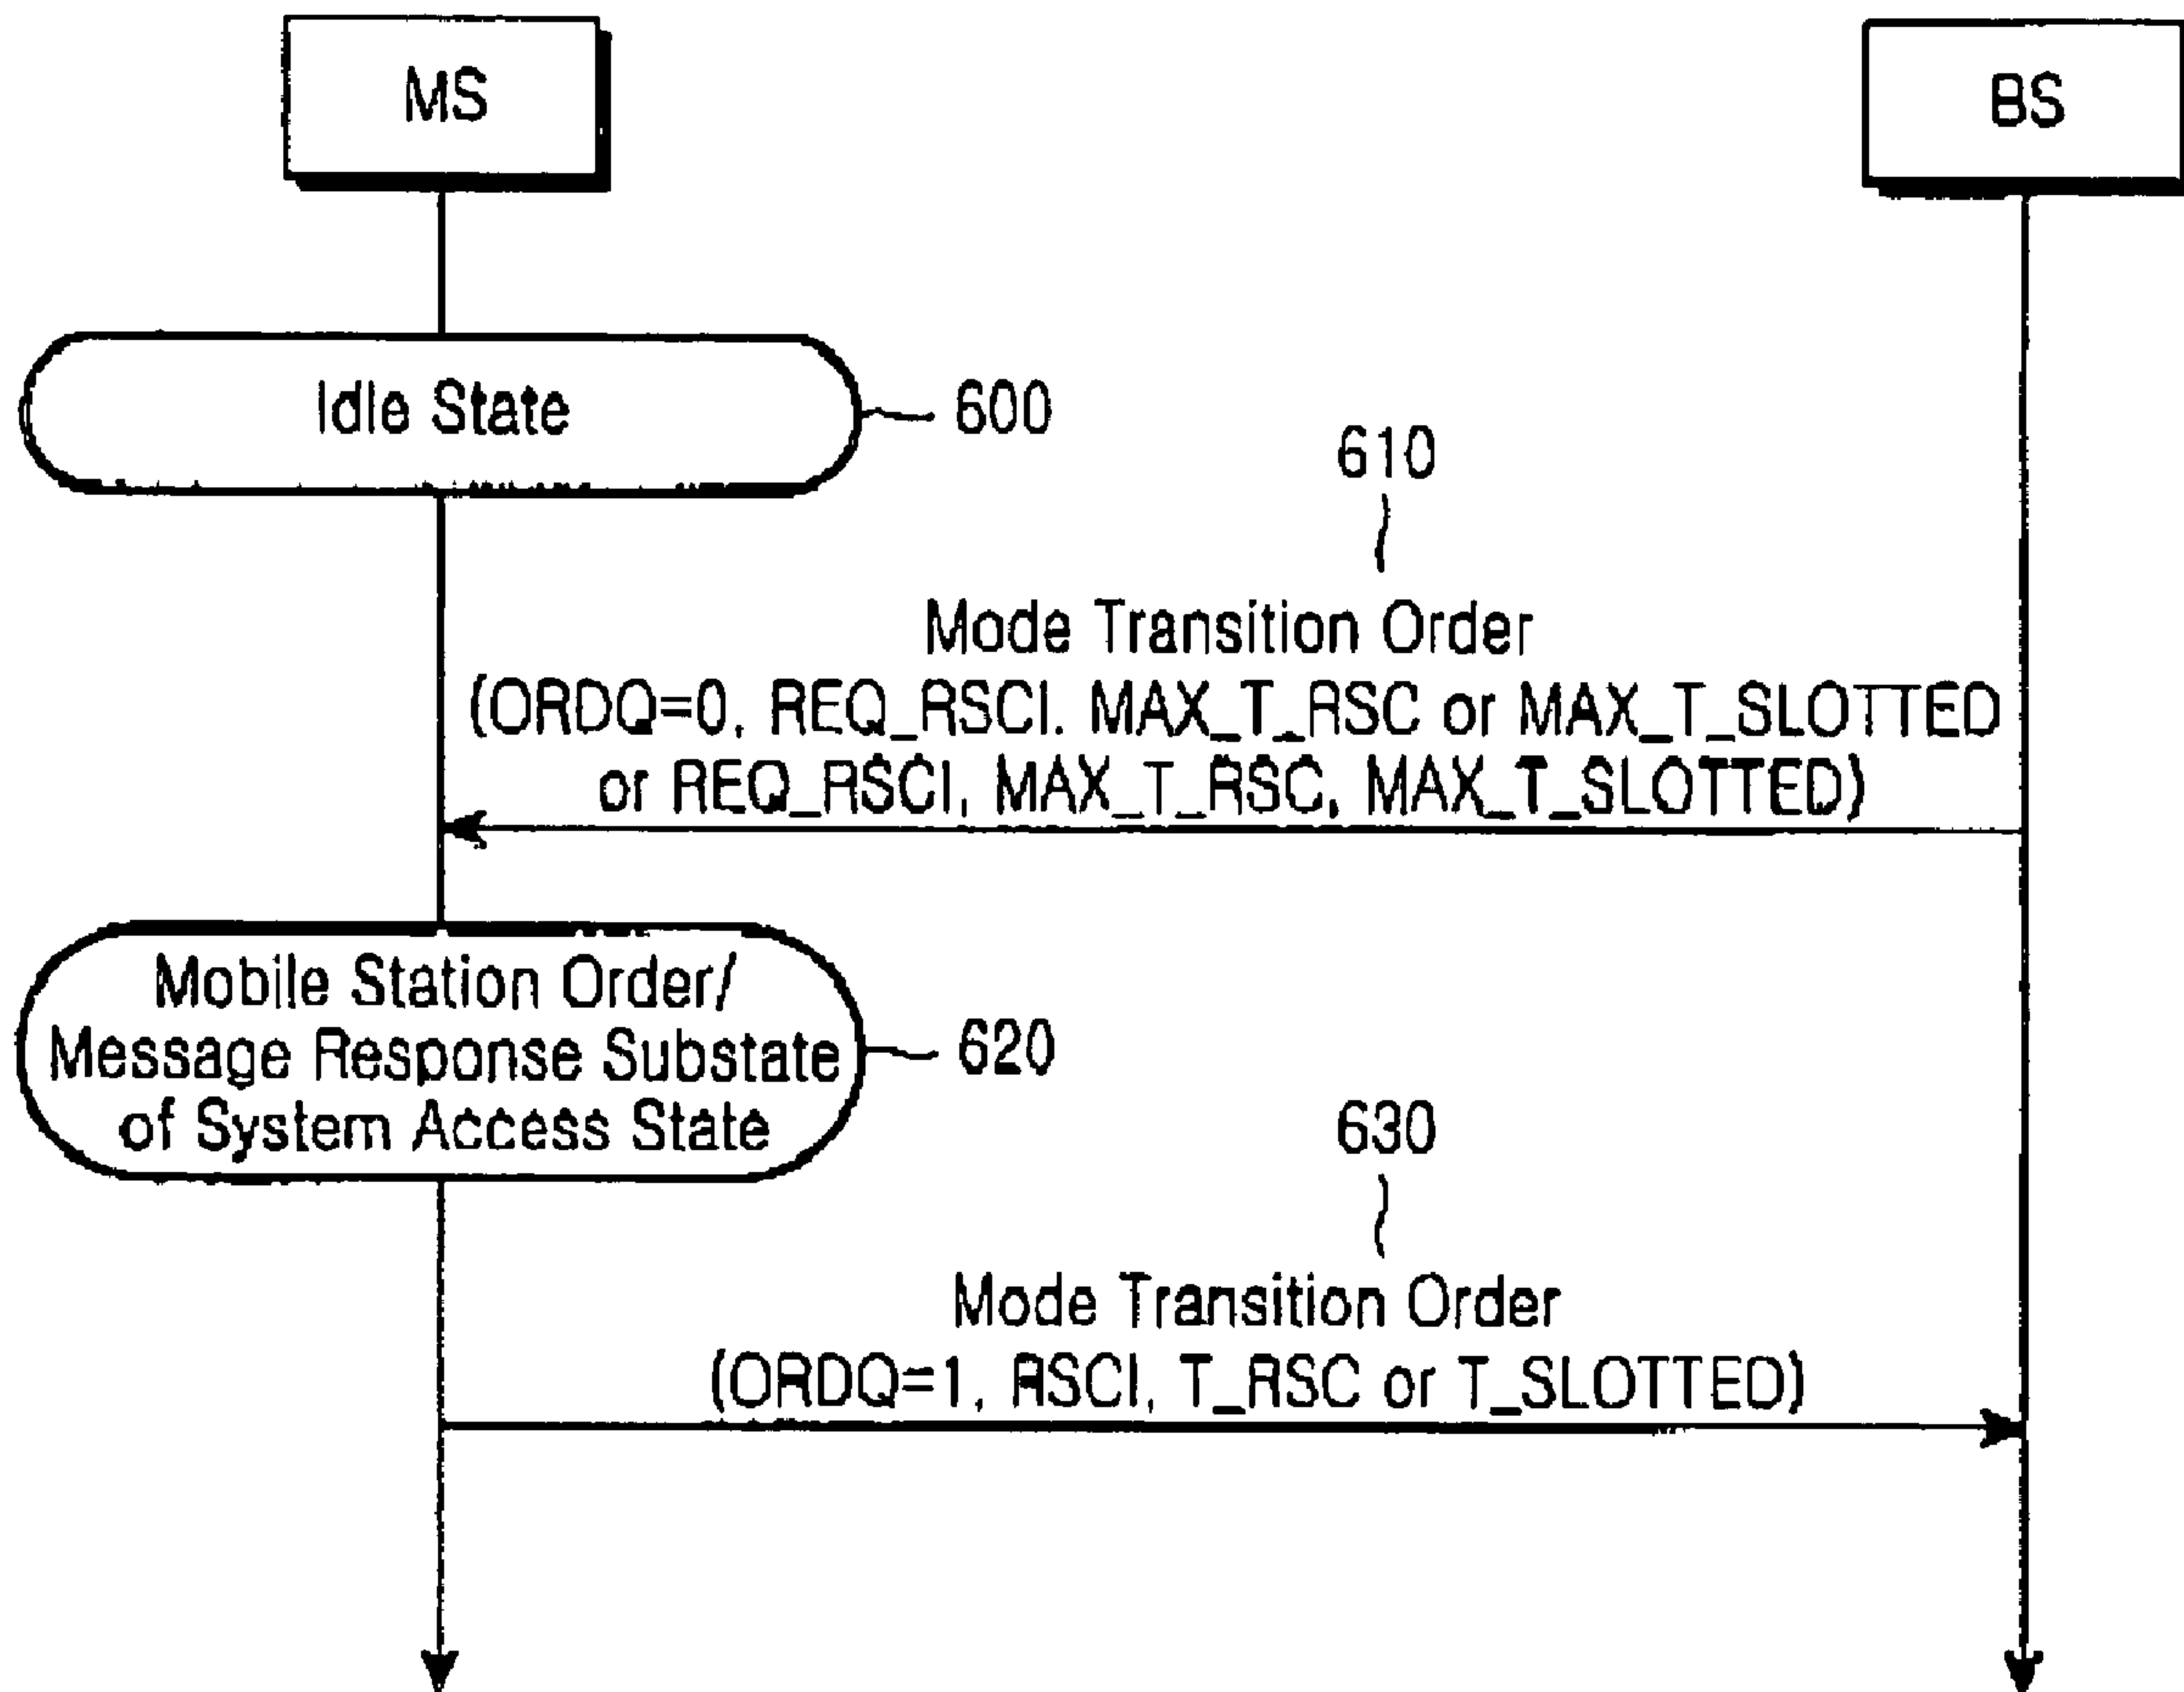 MS
BS
Idle State
600
610
Mode Transition Order
(ORDQ=0, REQ_RSCI. MAX_T_RSC or MAX_T_SLOTTED
or REQ_RSCI, MAX_T_RSC, MAX_T_SLOTTED)
Mobile Station Order/
Message Response Substate
of System Access State
620
630
Mode Transition Order
(ORDQ=1, RSCI, T_RSC or T_SLOTTED)